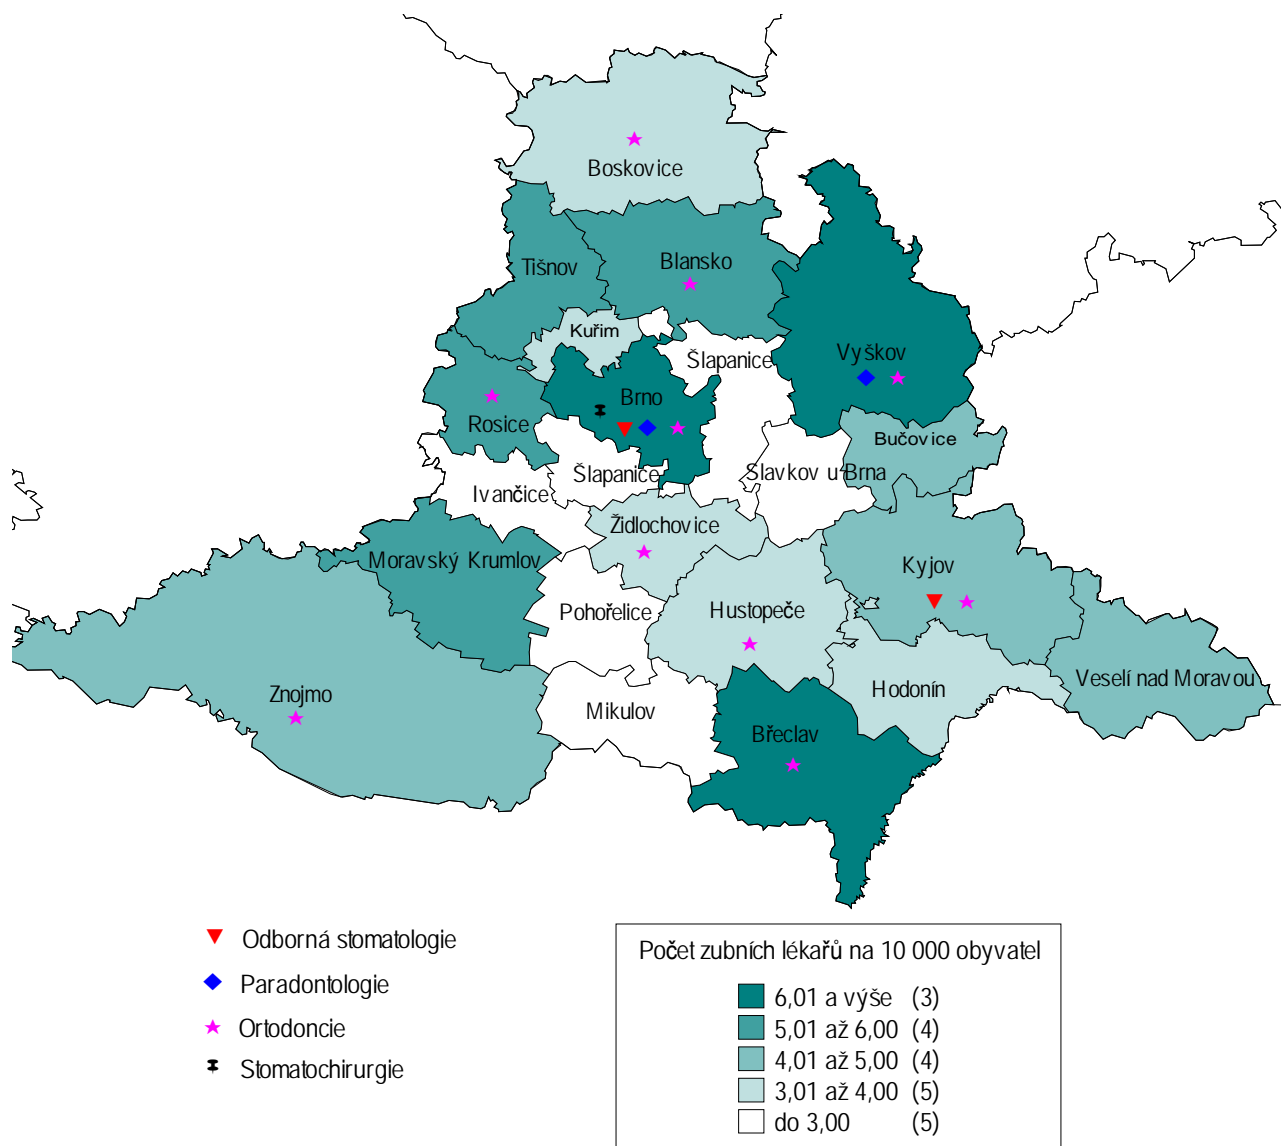 Boskovice
Tišnov
Blansko
Kuřim
Šlapanice
Vyškov
Brno
Rosice
Bučovice
Šlapanice
Slavkov u Brna
Ivančice
Židlochovice
Moravský Krumlov
Kyjov
Pohořelice
Hustopeče
Veselí nad Moravou
Hodonín
Znojmo
Mikulov
Břeclav
Odborná stomatologie
Paradontologie
Ortodoncie
Stomatochirurgie
Počet zubních lékařů na 10 000 obyvatel
6,01 a výše (3)
5,01 až 6,00 (4)
4,01 až 5,00 (4)
3,01 až 4,00 (5)
do 3,00 (5)